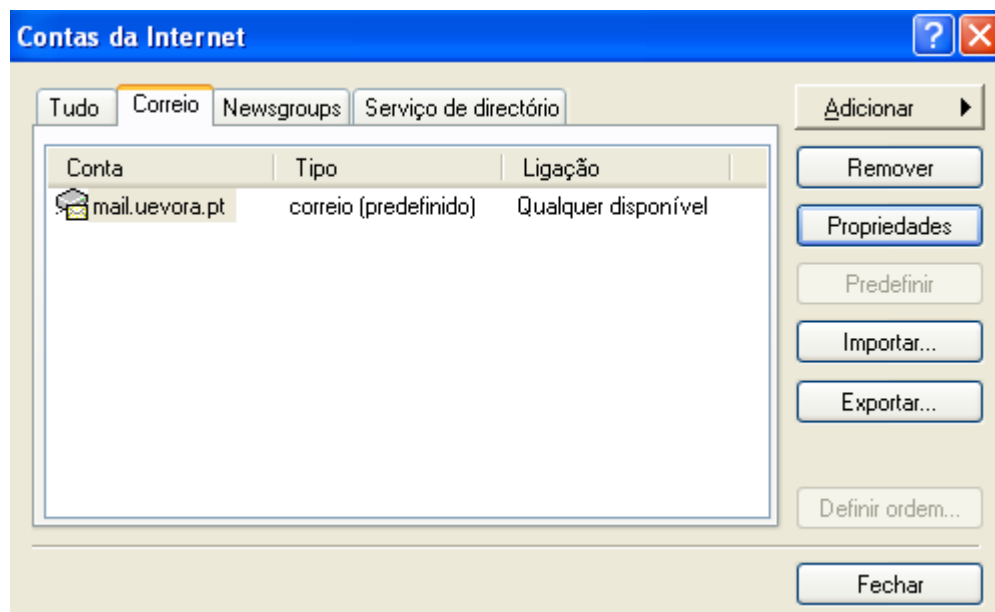 Contas da Internet
Tudo Correio Newsgroups Serviço de directório
Adicionar
Conta Tipo Ligação
Remover
mail.uevora.pt correio (predefinido) Qualquer disponível
Propriedades
Predefinir
Importar...
Exportar...
Definir ordem...
Fechar